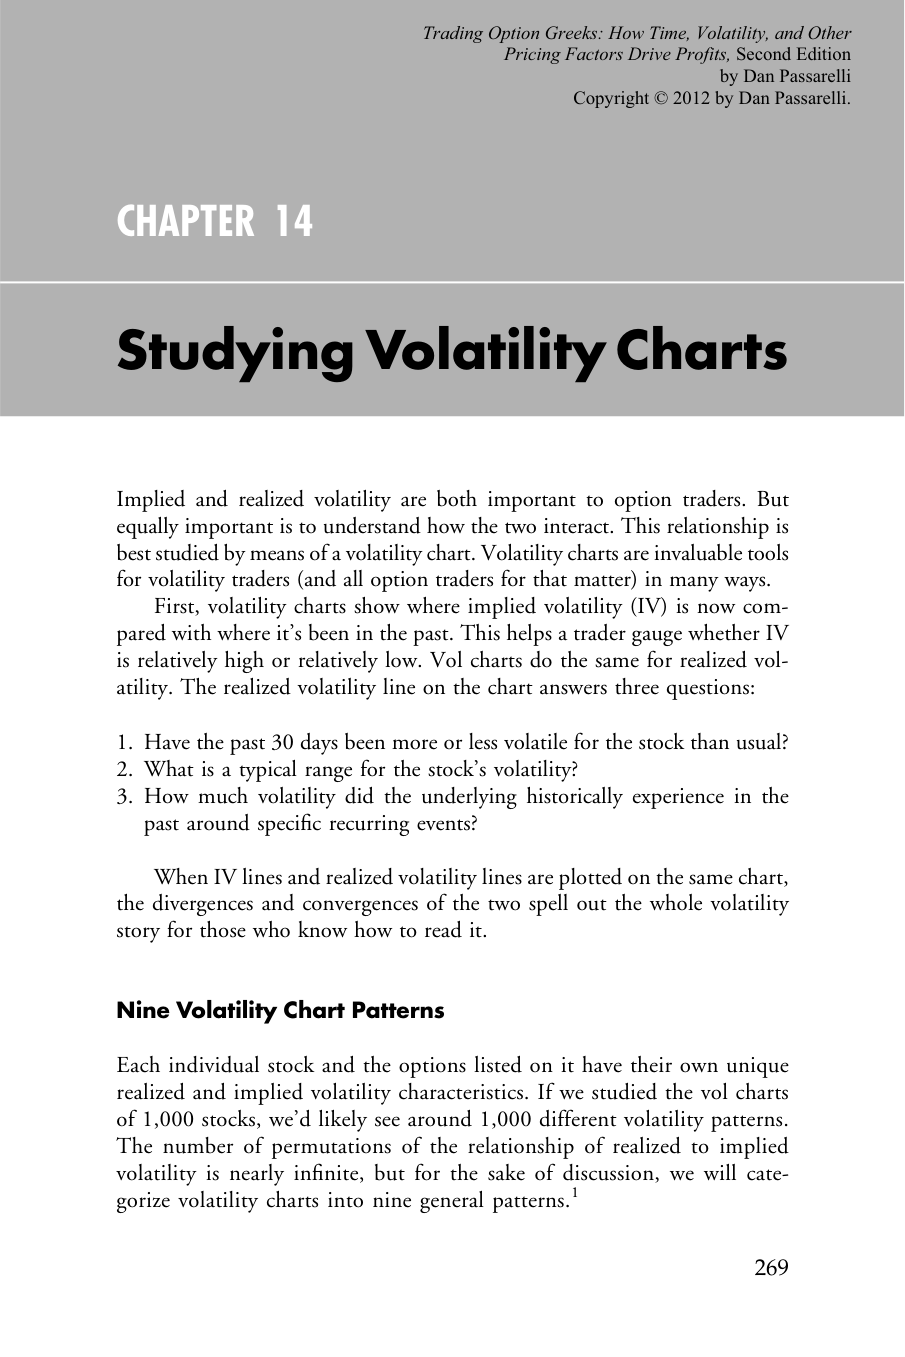 Trading Option Greeks: How Time, Volatility, and Other
Pricing Factors Drive Profits, Second Edition
by Dan Passarelli
Copyright © 2012 by Dan Passarelli.
CHAPTER 14
Studying Volatility Charts
Implied and realized volatility are both important to option traders. But
equally important is to understand how the two interact. This relationship is
best studied by means of a volatility chart. Volatility charts are invaluable tools
for volatility traders (and all option traders for that matter) in many ways.
First, volatility charts show where implied volatility (IV) is now com-
pared with where it’s been in the past. This helps a trader gauge whether IV
is relatively high or relatively low. Vol charts do the same for realized vol-
atility. The realized volatility line on the chart answers three questions:
1. Have the past 30 days been more or less volatile for the stock than usual?
2. What is a typical range for the stock’s volatility?
3. How much volatility did the underlying historically experience in the
past around specific recurring events?
When IV lines and realized volatility lines are plotted on the same chart,
the divergences and convergences of the two spell out the whole volatility
story for those who know how to read it.
Nine Volatility Chart Patterns
Each individual stock and the options listed on it have their own unique
realized and implied volatility characteristics. If we studied the vol charts
of 1,000 stocks, we’d likely see around 1,000 different volatility patterns.
The number of permutations of the relationship of realized to implied
volatility is nearly infinite, but for the sake of discussion, we will cate-
gorize volatility charts into nine general patterns.1
269